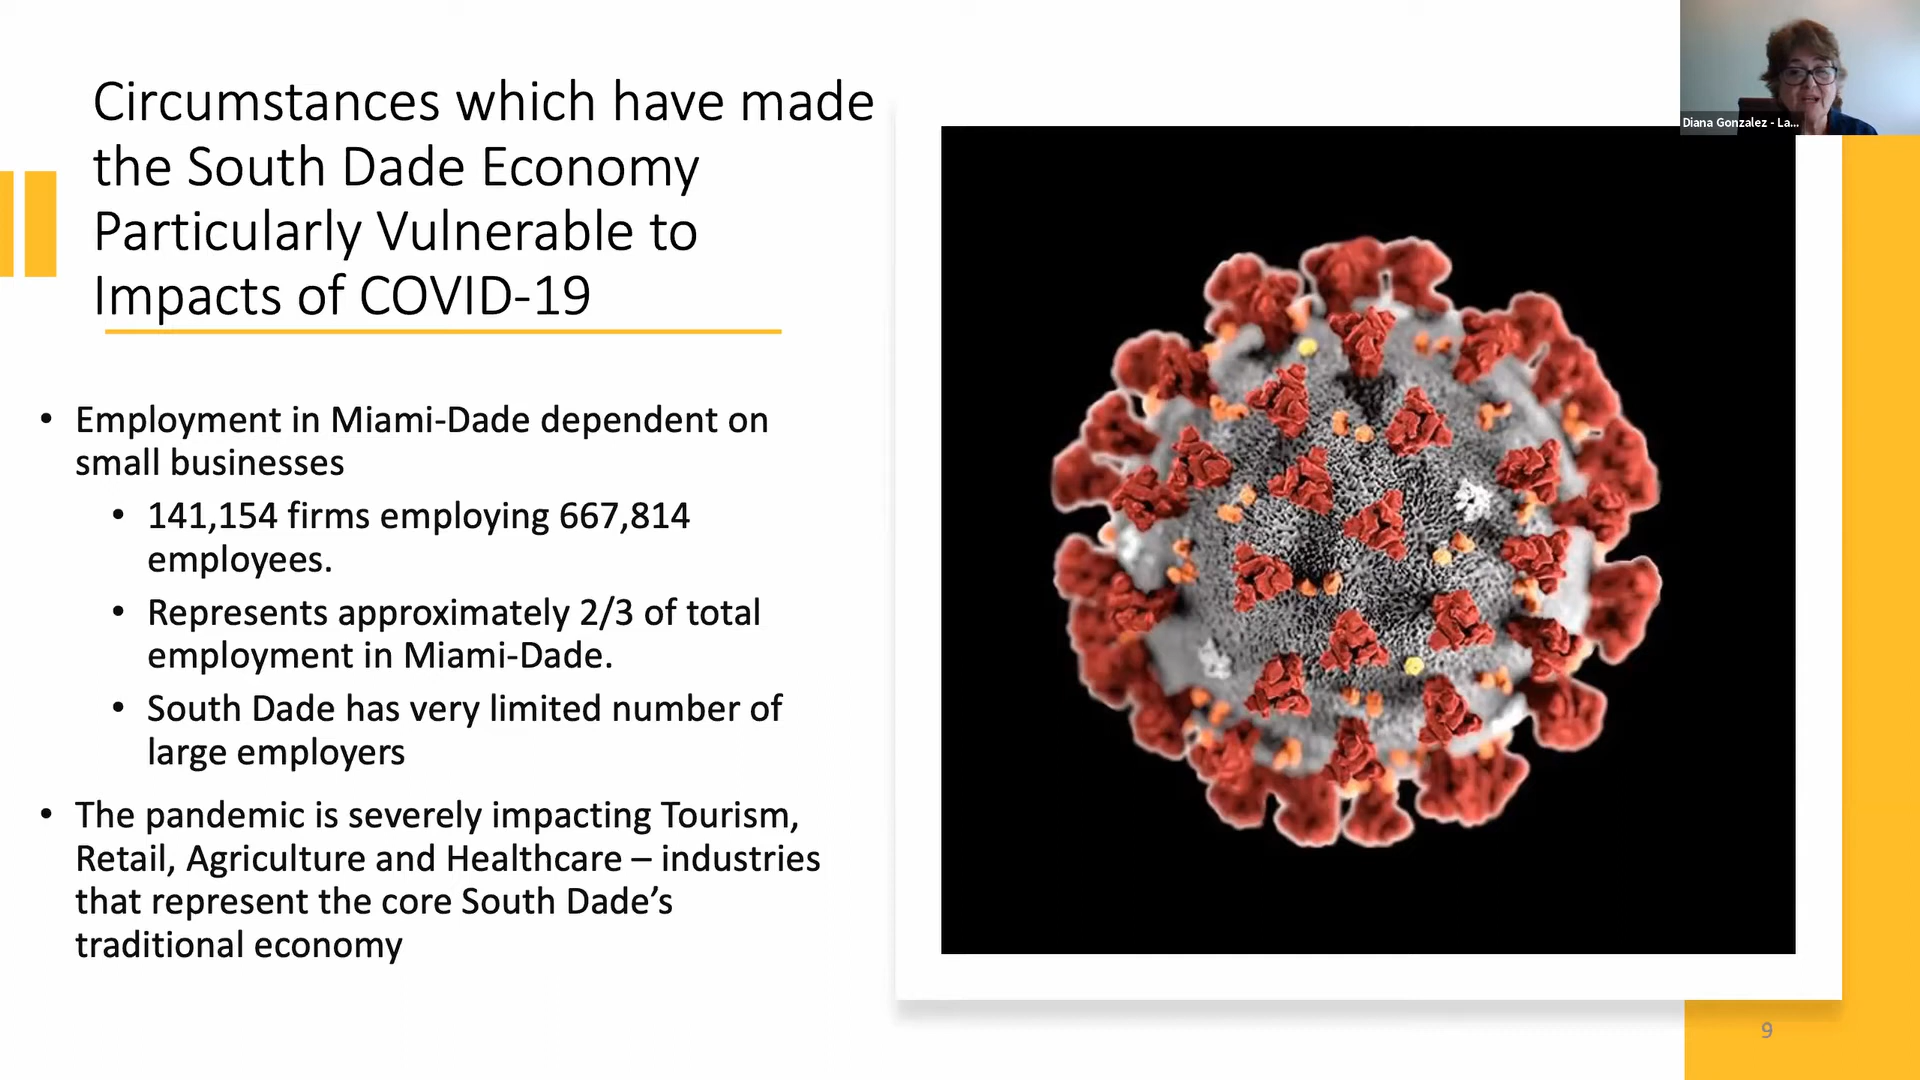 Circumstances which have made
the South Dade Economy
Particularly Vulnerable to
Impacts of COVID-19
• Employment in Miami-Dade dependent on
small businesses
• 141,154 firms employing 667,814
employees.
• Represents approximately 2/3 of total
employment in Miami-Dade.
• South Dade has very limited number of
large employers
• The pandemic is severely impacting Tourism,
Retail, Agriculture and Healthcare – industries
that represent the core South Dade’s
traditional economy
Diana Gonzalez - La...
9